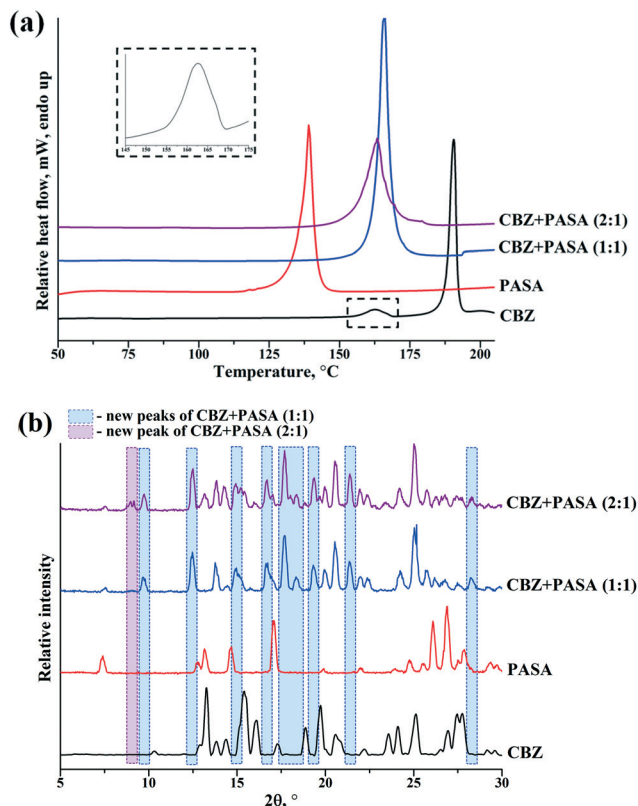 (a)
Relative heat flow, mW, endo up
145 150 155 160 165 170 175
CBZ+PASA (2:1)
CBZ+PASA (1:1)
PASA
CBZ
50 75 100 125 150 175 200
Temperature, °C
(b)
- new peaks of CBZ+PASA (1:1)
- new peak of CBZ+PASA (2:1)
Relative intensity
CBZ+PASA (2:1)
CBZ+PASA (1:1)
PASA
CBZ
5 10 15 20 25 30
2θ, °